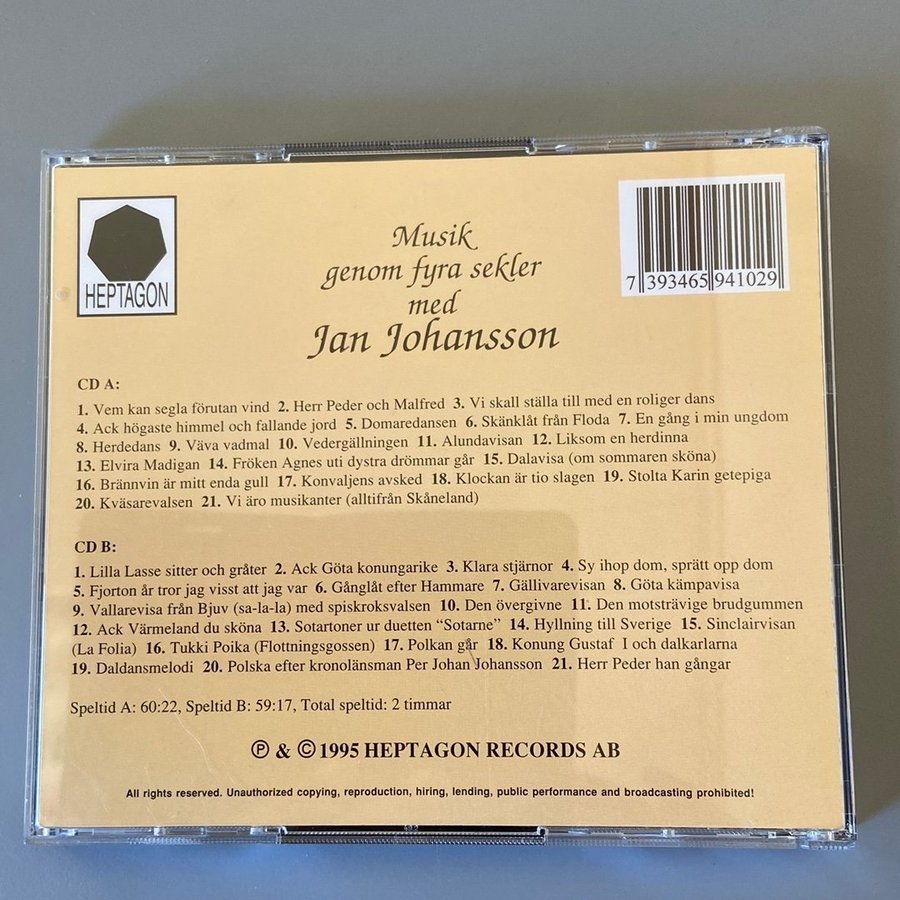 HEPTAGON
Musik
genom fyra sekler
med
Jan Johansson
7 393465 941029
CD A:
1. Vem kan segla förutan vind 2. Herr Peder och Malfred 3. Vi skall ställa till med en roliger dans
4. Ack högaste himmel och fallande jord 5. Domaredansen 6. Skänklåt från Floda 7. En gång i min ungdom
8. Herdedans 9. Väva vadmal 10. Vedergällningen 11. Alundavisan 12. Liksom en herdinna
13. Elvira Madigan 14. Fröken Agnes uti dystra drömmar går 15. Dalavisa (om sommaren sköna)
16. Brännvin är mitt enda gull 17. Konvaljens avsked 18. Klockan är tio slagen 19. Stolta Karin getepiga
20. Kväsarevalsen 21. Vi äro musikanter (alltifrån Skåneland)
CD B:
1. Lilla Lasse sitter och gråter 2. Ack Göta konungarike 3. Klara stjärnor 4. Sy ihop dom, sprätt opp dom
5. Fjorton år tror jag visst att jag var 6. Gånglåt efter Hammare 7. Gällivarevisan 8. Göta kämpavisa
9. Vallarevisa från Bjuv (sa-la-la) med spiskroksvalsen 10. Den övergivne 11. Den motsträvige brudgummen
12. Ack Värmeland du sköna 13. Sotartoner ur duetten “Sotarne” 14. Hyllning till Sverige 15. Sinclairvisan
(La Folia) 16. Tukki Poika (Flottningsgossen) 17. Polkan går 18. Konung Gustaf I och dalkarlarna
19. Daldansmelodi 20. Polska efter kronolänsman Per Johan Johansson 21. Herr Peder han gångar
Speltid A: 60:22, Speltid B: 59:17, Total speltid: 2 timmar
℗ & © 1995 HEPTAGON RECORDS AB
All rights reserved. Unauthorized copying, reproduction, hiring, lending, public performance and broadcasting prohibited!